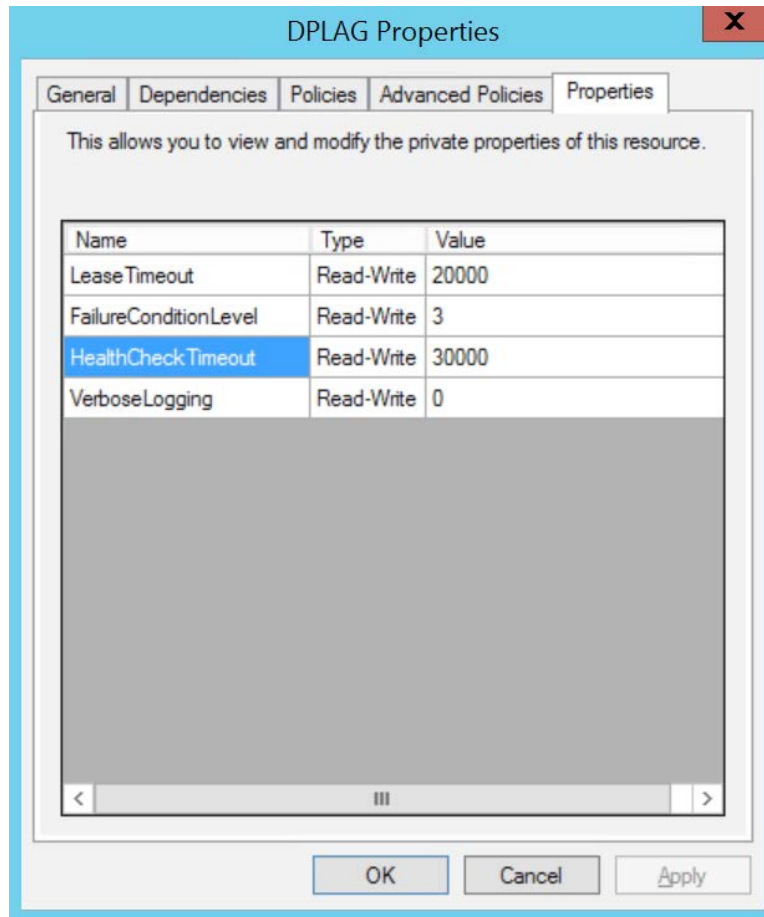 DPLAG Properties
X
General Dependencies Policies Advanced Policies Properties
This allows you to view and modify the private properties of this resource.
Name Type Value
LeaseTimeout Read-Write 20000
FailureConditionLevel Read-Write 3
HealthCheckTimeout Read-Write 30000
VerboseLogging Read-Write 0
OK Cancel Apply